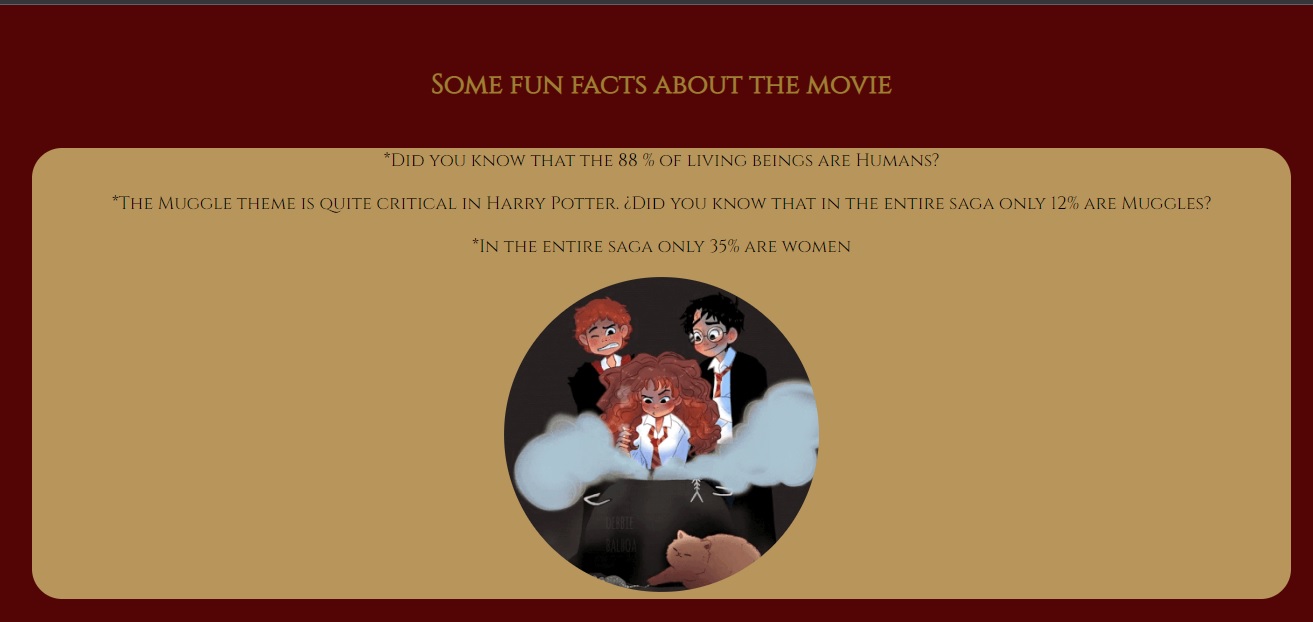 Some fun facts about the movie
*Did you know that the 88 % of living beings are Humans?
*The Muggle theme is quite critical in Harry Potter. ¿Did you know that in the entire saga only 12% are Muggles?
*In the entire saga only 35% are women
DEBBIE
BALBOA